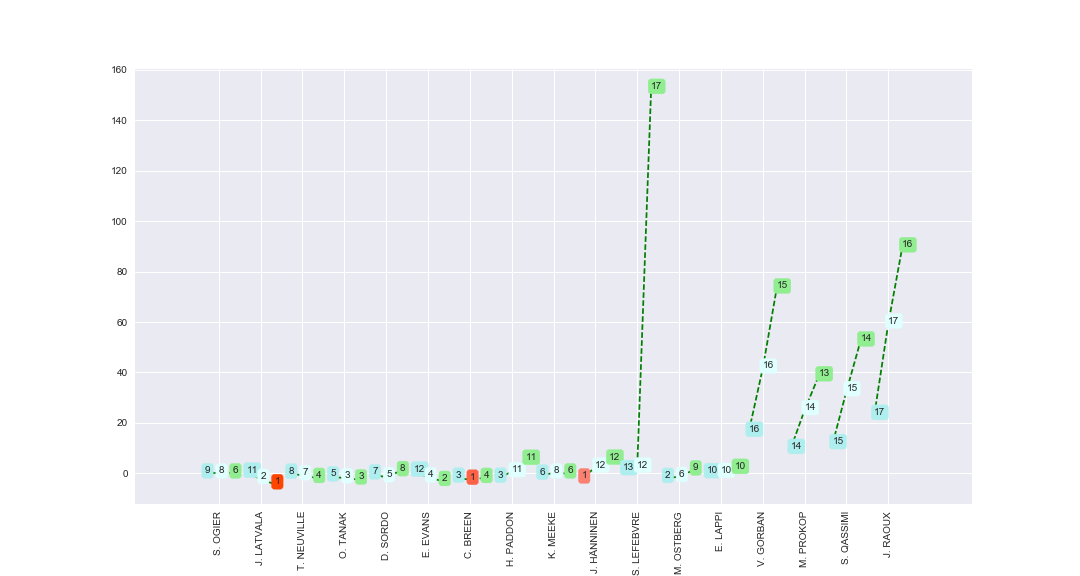 160
140
120
100
80
60
40
20
0
9 8 6 11 2 1 8 7 4 5 3 3 7 5 8 12 4 2 3 1 4 3 11 11 6 8 6 1 12 12 13 12 17 2 6 9 10 10 10 16 16 15 14 14 13 15 15 14 17 17 16
S. OGIER
J. LATVALA
T. NEUVILLE
O. TANAK
D. SORDO
E. EVANS
C. BREEN
H. PADDON
K. MEEKE
J. HANNINEN
S. LEFEBVRE
M. OSTBERG
E. LAPPI
V. GORBAN
M. PROKOP
S. QASSIMI
J. RAOUX